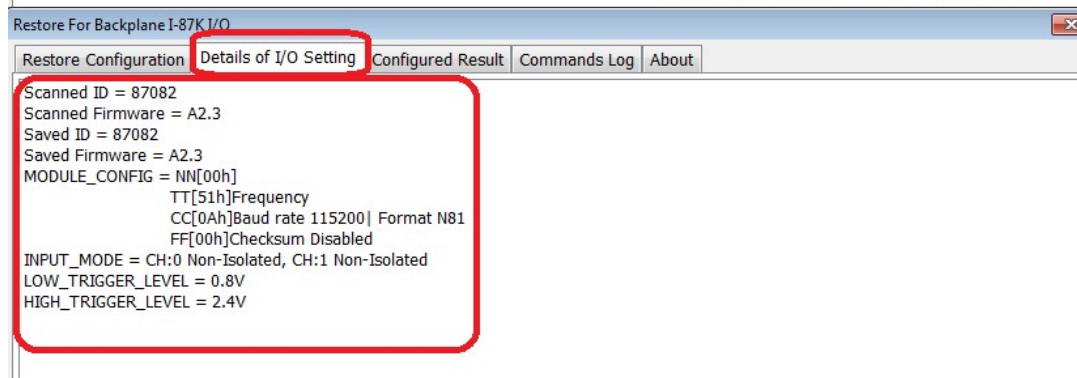 Restore For Backplane I-87K I/O
Restore Configuration Details of I/O Setting Configured Result Commands Log About
Scanned ID = 87082
Scanned Firmware = A2.3
Saved ID = 87082
Saved Firmware = A2.3
MODULE_CONFIG = NN[00h]
TT[51h]Frequency
CC[0Ah]Baud rate 115200| Format N81
FF[00h]Checksum Disabled
INPUT_MODE = CH:0 Non-Isolated, CH:1 Non-Isolated
LOW_TRIGGER_LEVEL = 0.8V
HIGH_TRIGGER_LEVEL = 2.4V